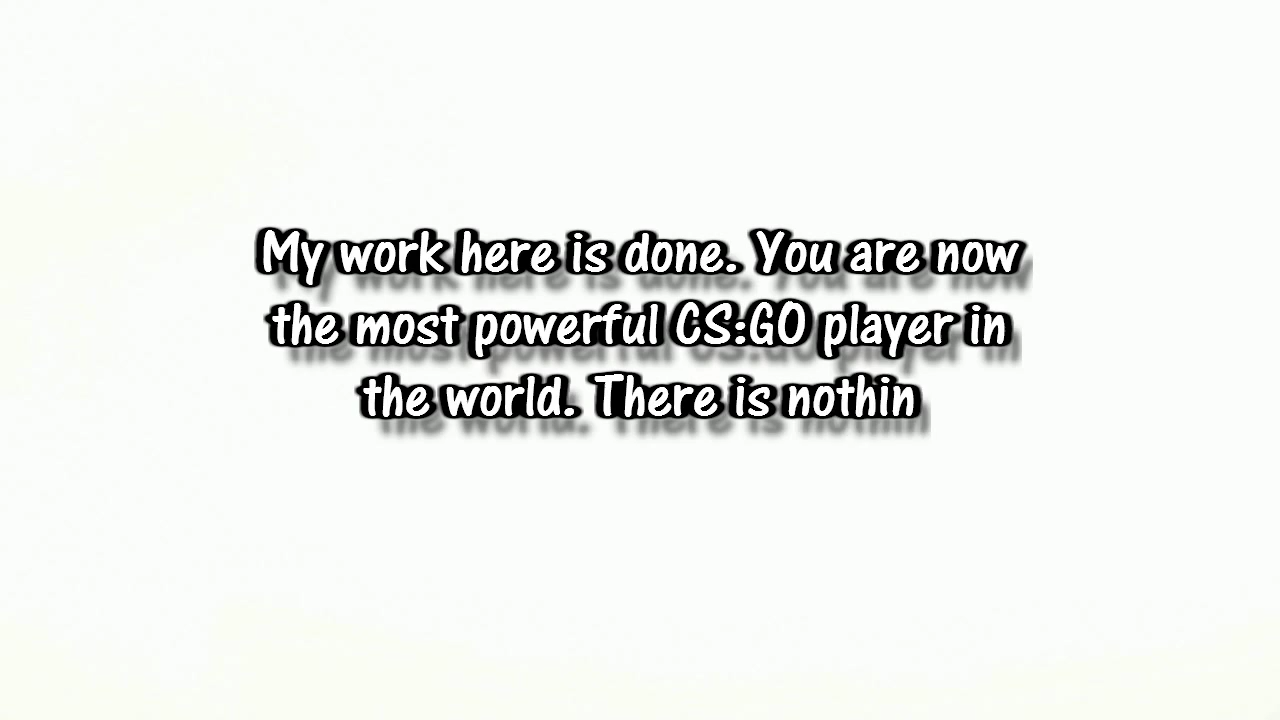 My work here is done. You are now
the most powerful CS:GO player in
the world. There is nothin